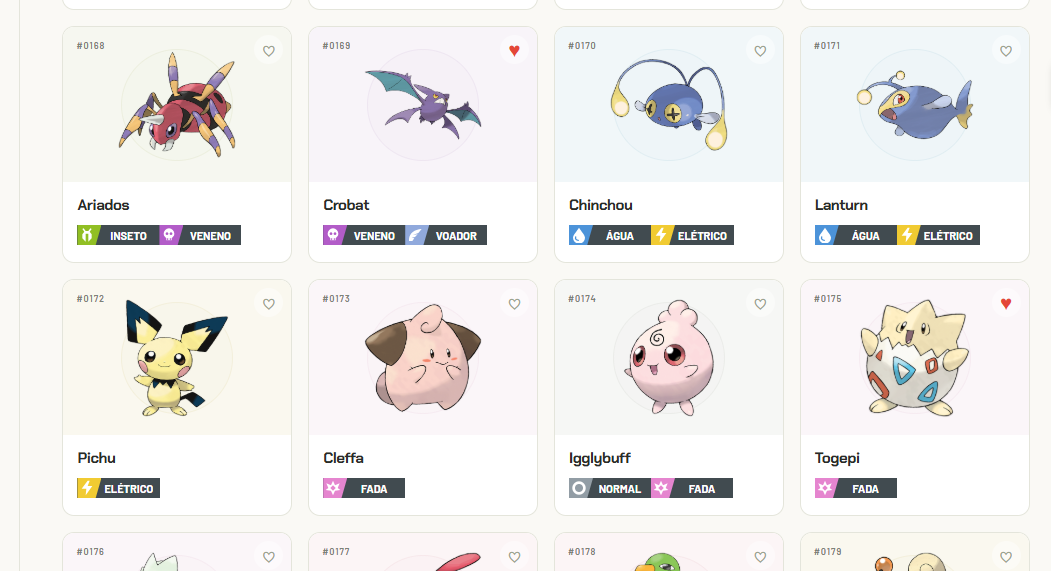 #0168
#0169
#0170
#0171
Ariados
Crobat
Chinchou
Lanturn
INSETO VENENO
VENENO VOADOR
ÁGUA ELÉTRICO
ÁGUA ELÉTRICO
#0172
#0173
#0174
#0175
Pichu
Cleffa
Igglybuff
Togepi
ELÉTRICO
FADA
NORMAL FADA
FADA
#0176
#0177
#0178
#0179